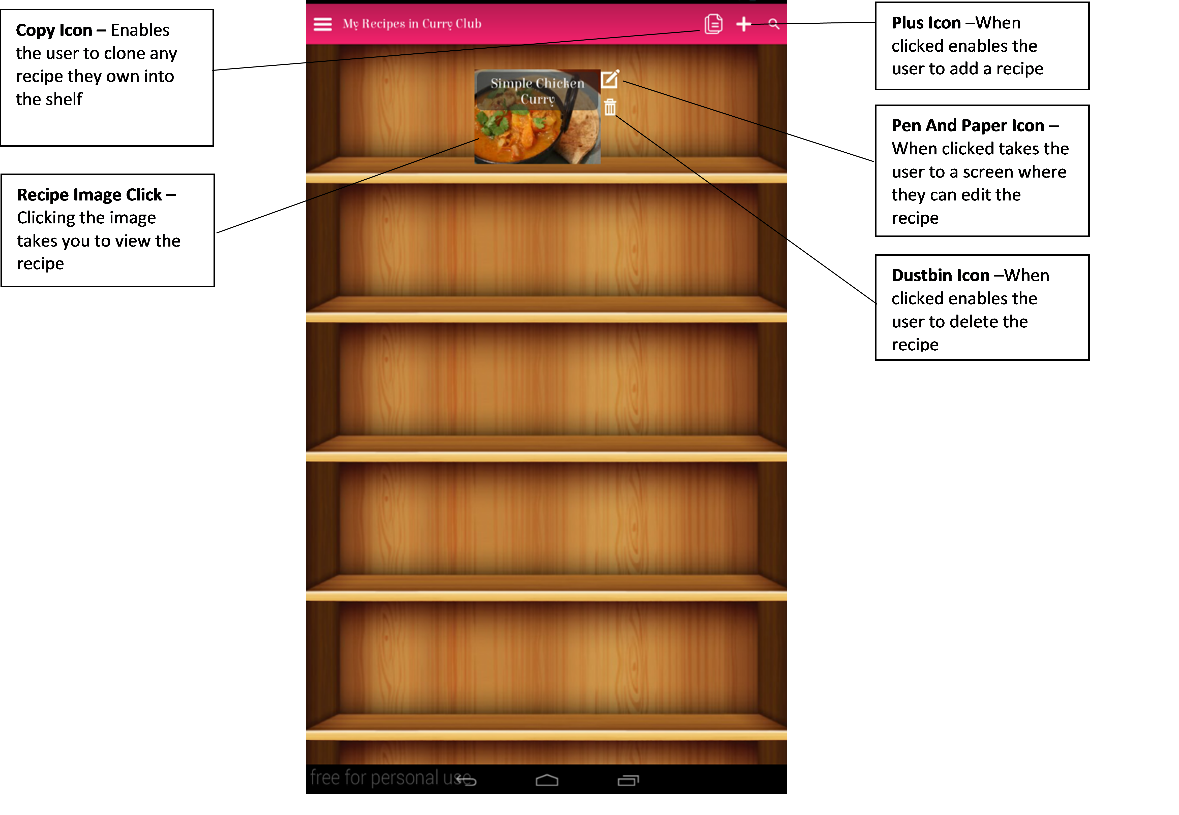 Copy Icon – Enables
the user to clone any
recipe they own into
the shelf
Recipe Image Click –
Clicking the image
takes you to view the
recipe
My Recipes in Curry Club
Simple Chicken
Curry
free for personal use
Plus Icon –When
clicked enables the
user to add a recipe
Pen And Paper Icon –
When clicked takes the
user to a screen where
they can edit the
recipe
Dustbin Icon –When
clicked enables the
user to delete the
recipe